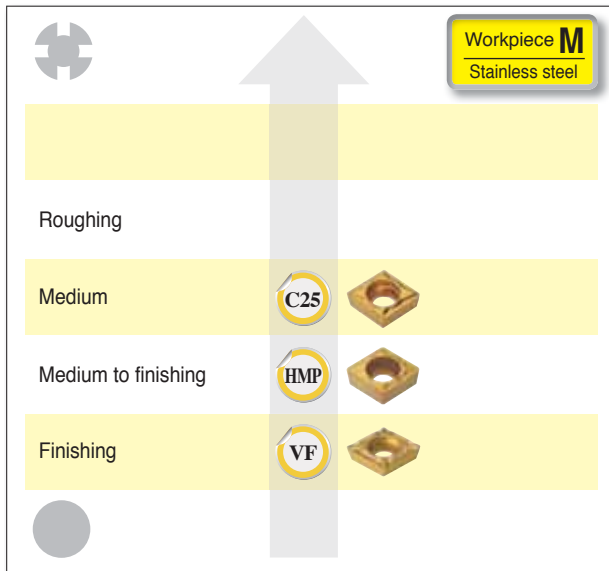 Workpiece M
Stainless steel
Roughing
Medium
C25
Medium to finishing
HMP
Finishing
VF